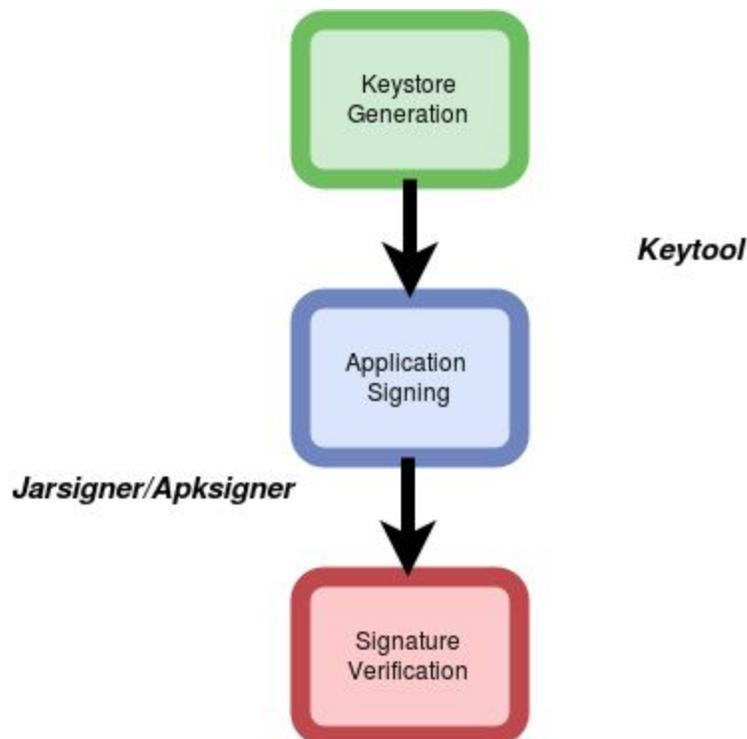 Keystore
Generation
Keytool
Application
Signing
Jarsigner/Apksigner
Signature
Verification